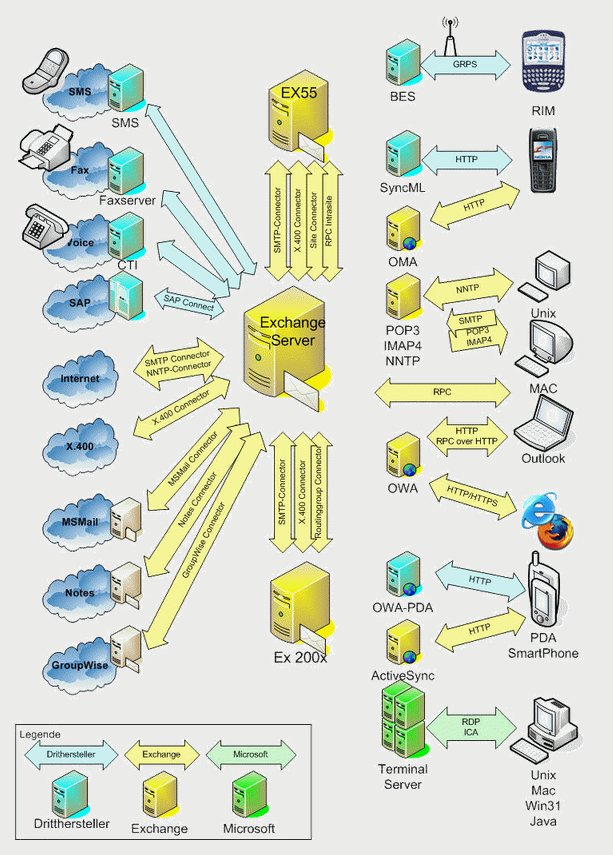 SMS
SMS
Fax
Faxserver
Voice
CTI
SAP
SAP Connect
EX55
SMTP-Connector
X.400 Connector
Site Connector
RPC Intrasite
Exchange
Server
Internet
SMTP Connector
NNTP-Connector
X.400
X.400 Connector
MSMail
MSMail Connector
Notes
Notes Connector
GroupWise
GroupWise Connector
SMTP-Connector
X.400 Connector
Routinggroup Connector
Ex 200x
BES
GRPS
RIM
SyncML
HTTP
NOKIA
OMA
HTTP
POP3
IMAP4
NNTP
NNTP
Unix
SMTP
POP3
IMAP4
MAC
RPC
HTTP
RPC over HTTP
Outlook
OWA
HTTP/HTTPS
OWA-PDA
HTTP
ActiveSync
HTTP
PDA
SmartPhone
Terminal
Server
RDP
ICA
Unix
Mac
Win31
Java
Legende
Drithersteller
Exchange
Microsoft
Dritthersteller
Exchange
Microsoft